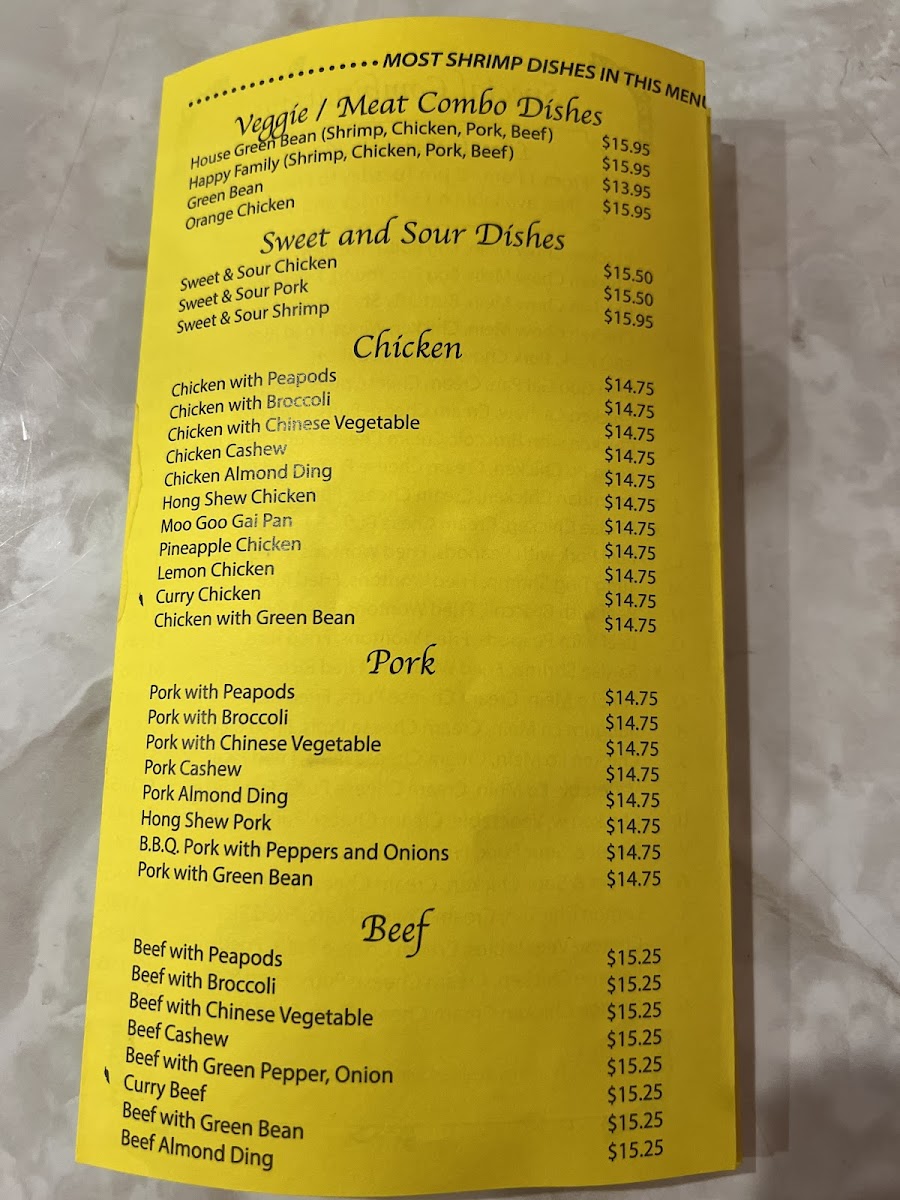 ....................MOST SHRIMP DISHES IN THIS MENU
Veggie / Meat Combo Dishes
House Green Bean (Shrimp, Chicken, Pork, Beef) $15.95
Happy Family (Shrimp, Chicken, Pork, Beef) $15.95
Green Bean $13.95
Orange Chicken $15.95
Sweet and Sour Dishes
Sweet & Sour Chicken $15.50
Sweet & Sour Pork $15.50
Sweet & Sour Shrimp $15.95
Chicken
Chicken with Peapods $14.75
Chicken with Broccoli $14.75
Chicken with Chinese Vegetable $14.75
Chicken Cashew $14.75
Chicken Almond Ding $14.75
Hong Shew Chicken $14.75
Moo Goo Gai Pan $14.75
Pineapple Chicken $14.75
Lemon Chicken $14.75
Curry Chicken $14.75
Chicken with Green Bean $14.75
Pork
Pork with Peapods $14.75
Pork with Broccoli $14.75
Pork with Chinese Vegetable $14.75
Pork Cashew $14.75
Pork Almond Ding $14.75
Hong Shew Pork $14.75
B.B.Q. Pork with Peppers and Onions $14.75
Pork with Green Bean $14.75
Beef
Beef with Peapods $15.25
Beef with Broccoli $15.25
Beef with Chinese Vegetable $15.25
Beef Cashew $15.25
Beef with Green Pepper, Onion $15.25
Curry Beef $15.25
Beef with Green Bean $15.25
Beef Almond Ding $15.25